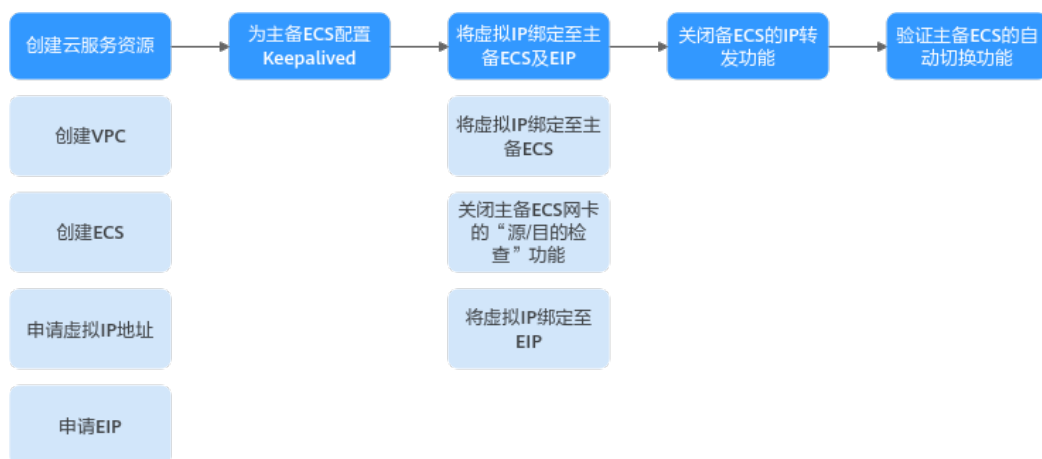 创建云服务资源
为主备ECS配置
Keepalived
将虚拟IP绑定至主
备ECS及EIP
关闭备ECS的IP转
发功能
验证主备ECS的自
动切换功能
创建VPC
创建ECS
申请虚拟IP地址
申请EIP
将虚拟IP绑定至主
备ECS
关闭主备ECS网卡
的“源/目的检
查”功能
将虚拟IP绑定至
EIP